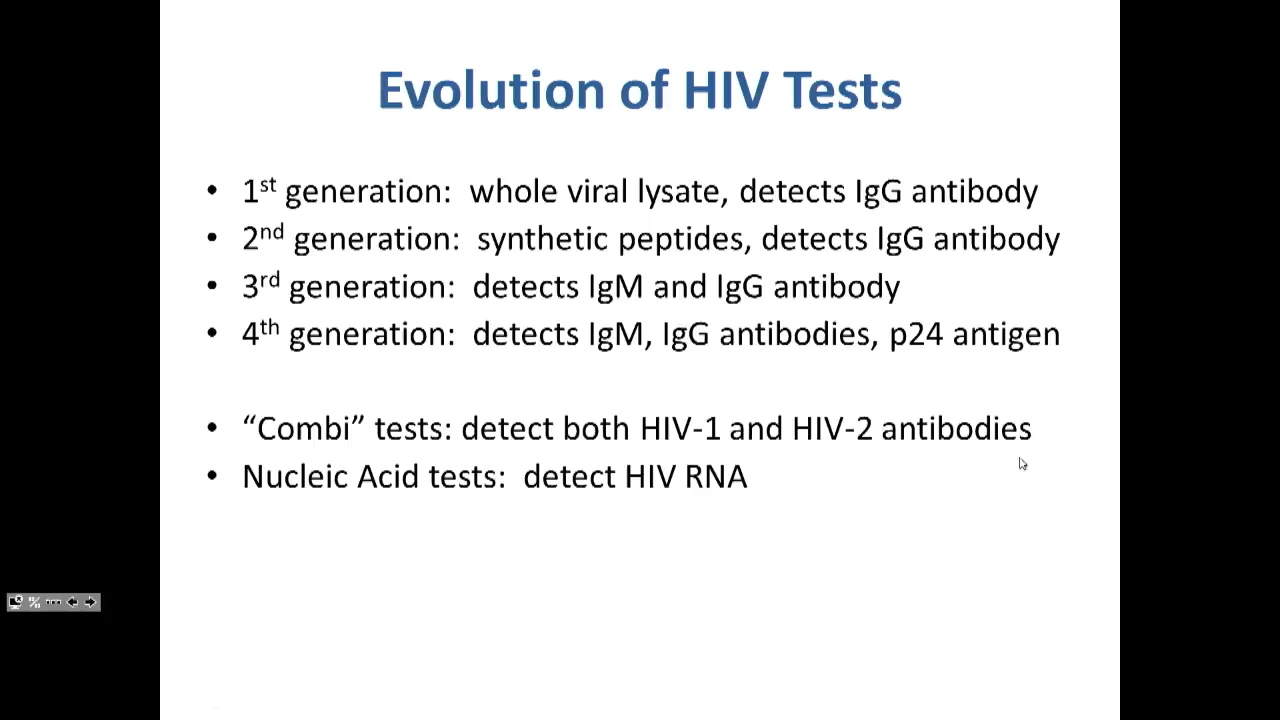 Evolution of HIV Tests
• 1st generation:  whole viral lysate, detects IgG antibody
• 2nd generation:  synthetic peptides, detects IgG antibody
• 3rd generation:  detects IgM and IgG antibody
• 4th generation:  detects IgM, IgG antibodies, p24 antigen
• “Combi” tests: detect both HIV-1 and HIV-2 antibodies
• Nucleic Acid tests:  detect HIV RNA